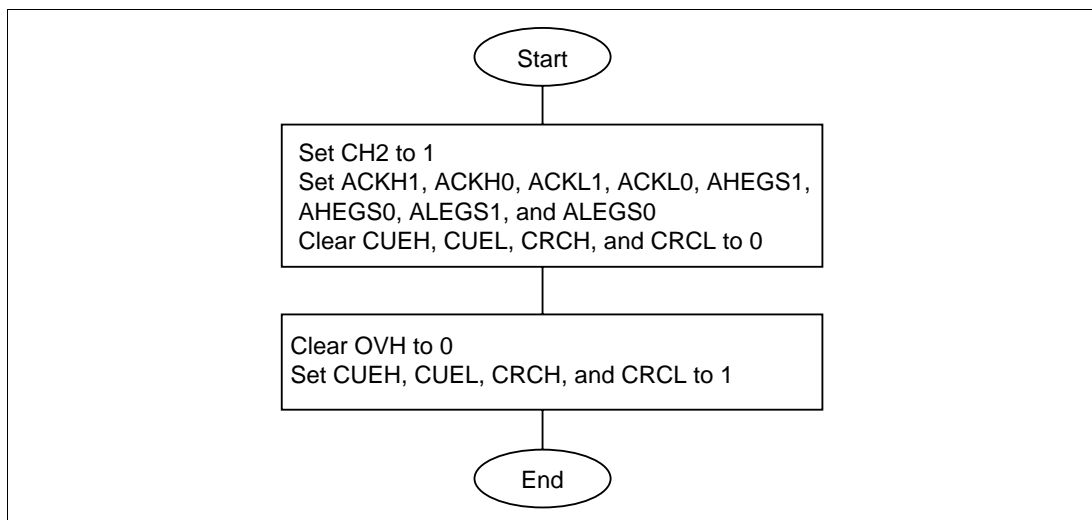 Start
Set CH2 to 1
Set ACKH1, ACKH0, ACKL1, ACKL0, AHEGS1,
AHEGS0, ALEGS1, and ALEGS0
Clear CUEH, CUEL, CRCH, and CRCL to 0
Clear OVH to 0
Set CUEH, CUEL, CRCH, and CRCL to 1
End